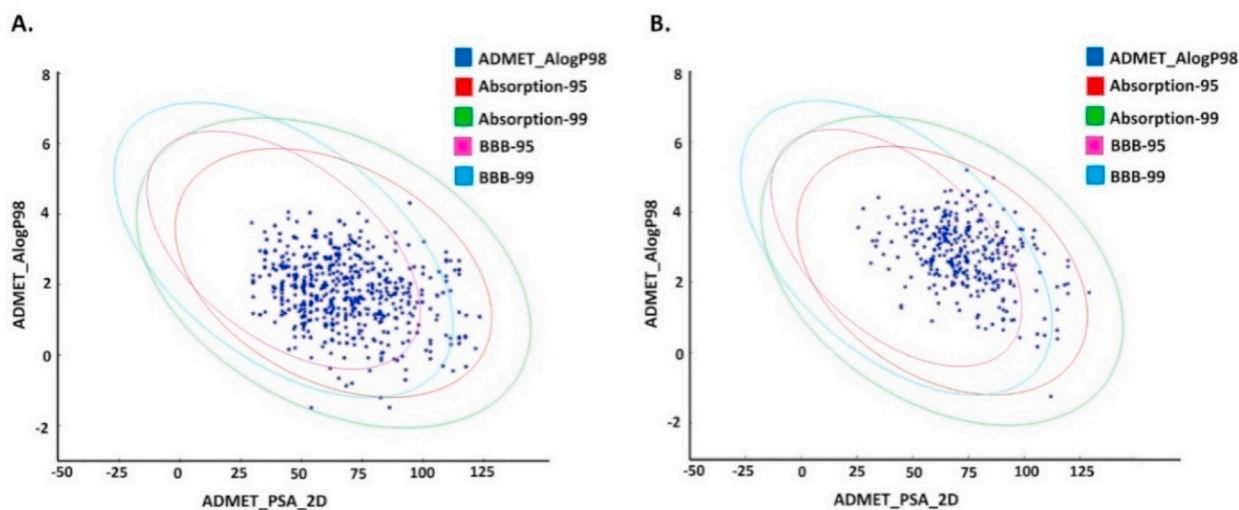 A.
ADMET_AlogP98
Absorption-95
Absorption-99
BBB-95
BBB-99
8
6
4
2
0
-2
ADMET_AlogP98
-50 -25 0 25 50 75 100 125
ADMET_PSA_2D
B.
ADMET_AlogP98
Absorption-95
Absorption-99
BBB-95
BBB-99
8
6
4
2
0
-2
ADMET_AlogP98
-50 -25 0 25 50 75 100 125
ADMET_PSA_2D